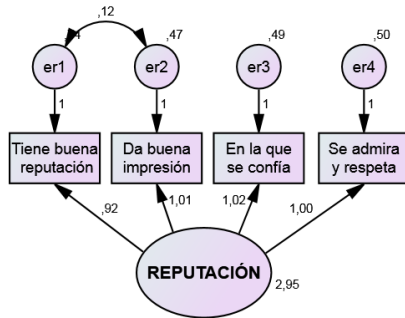 ,12
,47
,49
,50
er1
er2
er3
er4
1
1
1
1
Tiene buena
reputación
Da buena
impresión
En la que
se confía
Se admira
y respeta
,92
1,01
1,02
1,00
REPUTACIÓN
2,95